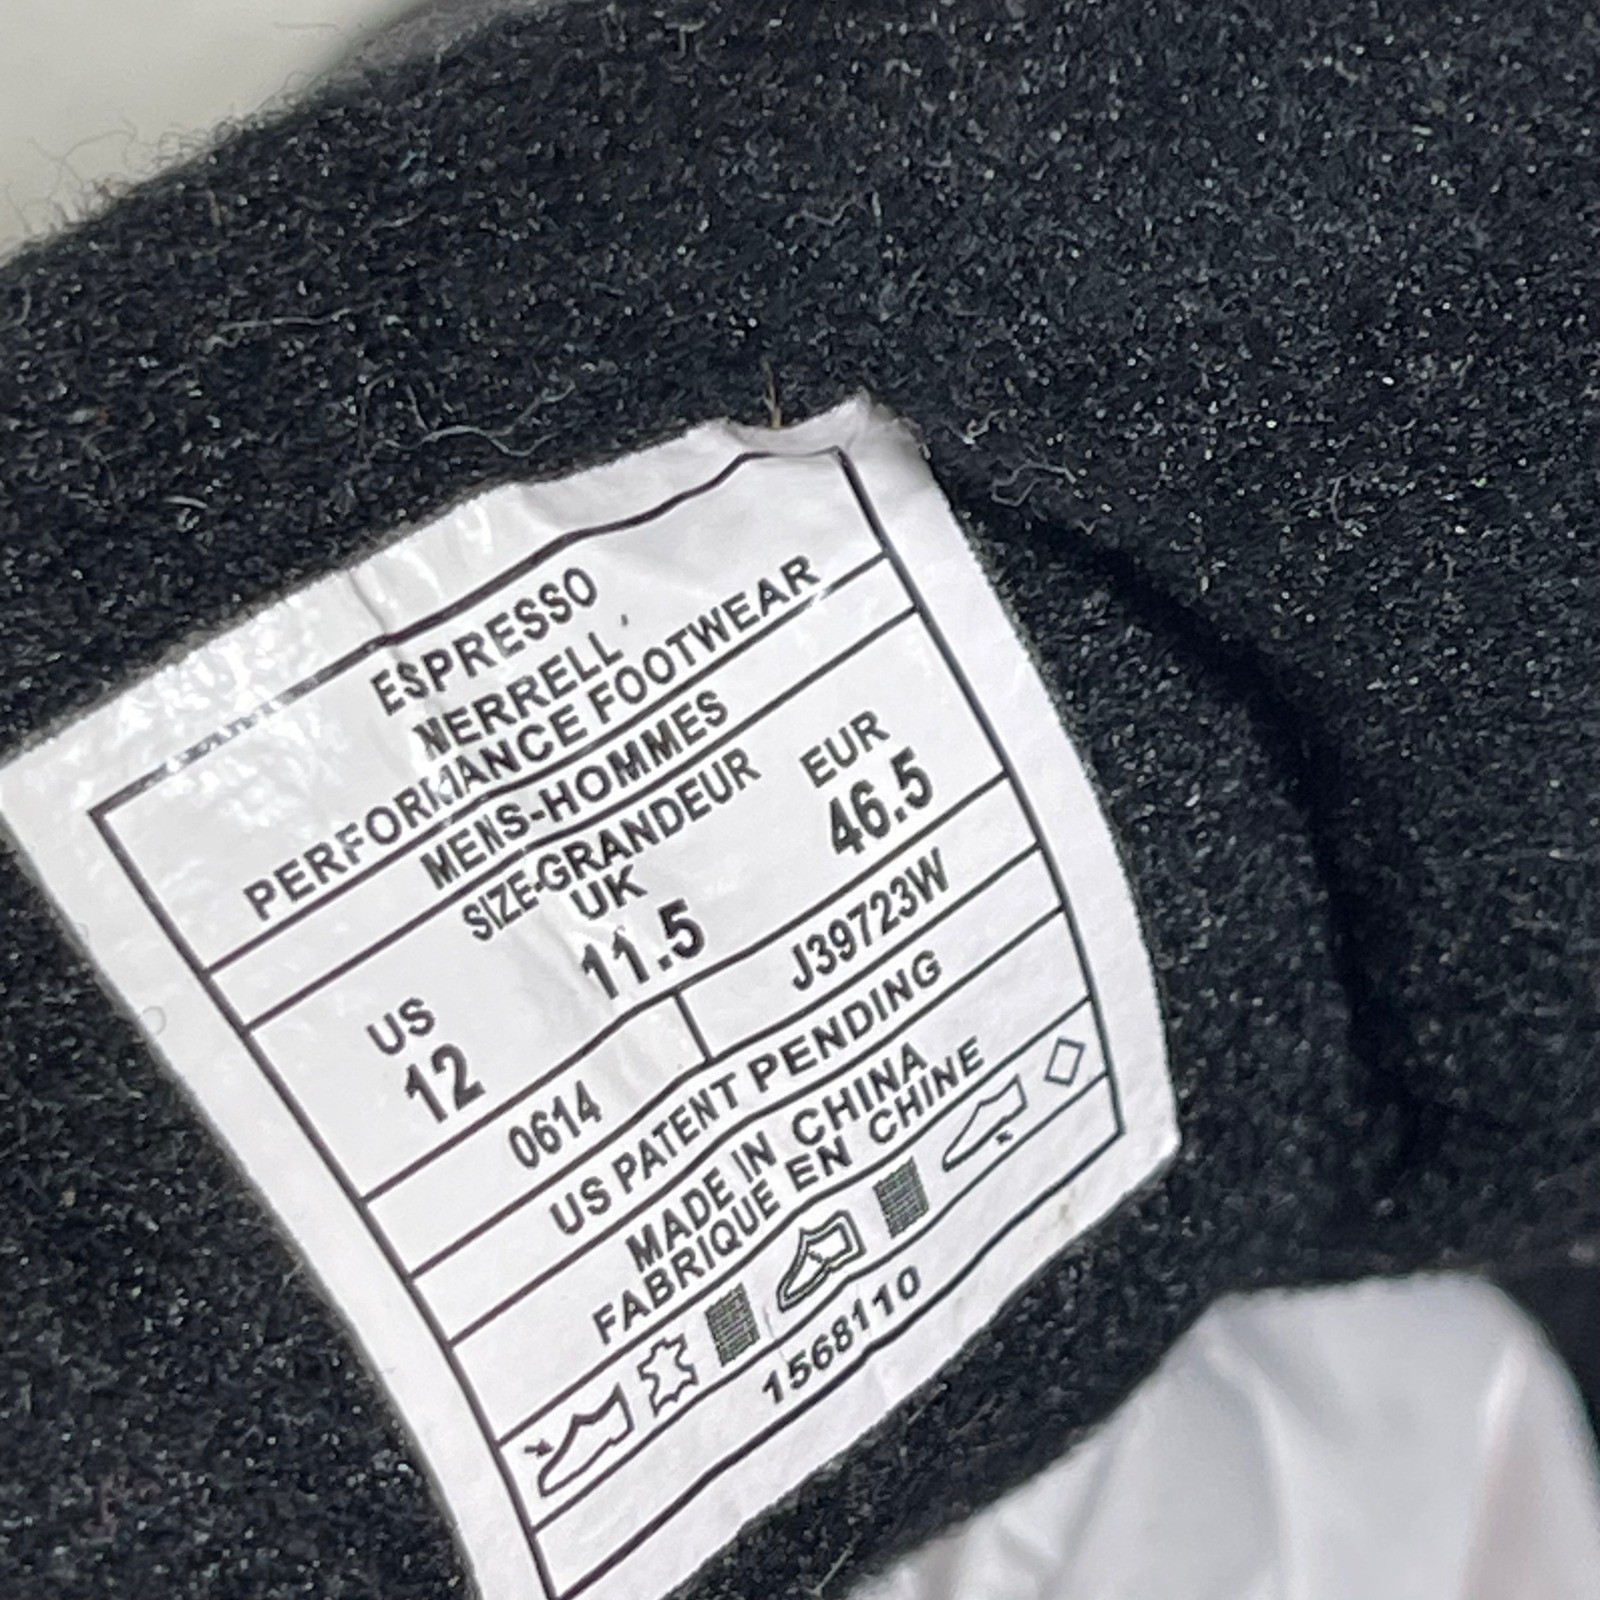 ESPRESSO
NERRELL
PERFORMANCE FOOTWEAR
MENS-HOMMES
SIZE-GRANDEUR
US UK EUR
12 11.5 46.5
0614 J39723W
US PATENT PENDING
MADE IN CHINA
FABRIQUE EN CHINE
1568110